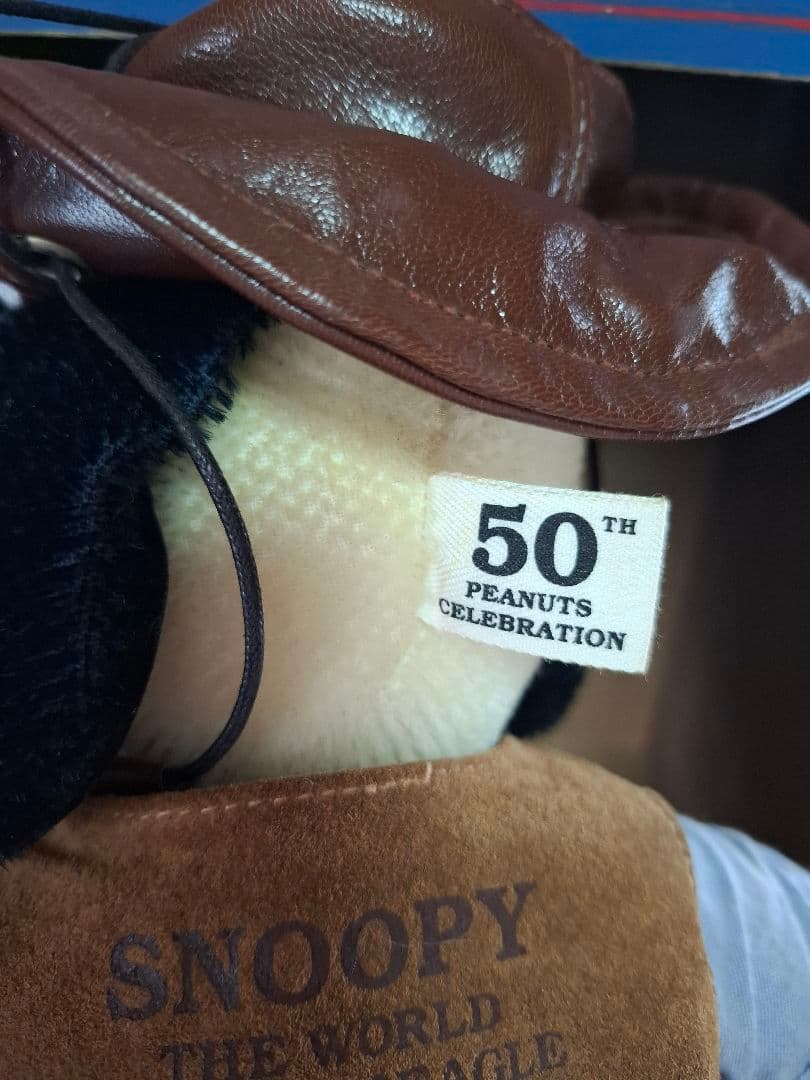 50TH
PEANUTS
CELEBRATION
SNOOPY
THE WORLD